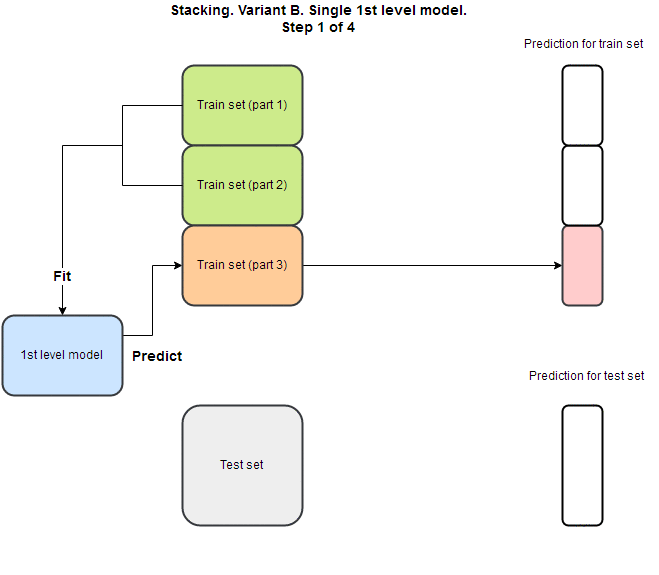 Stacking. Variant B. Single 1st level model.
Step 1 of 4
Prediction for train set
Train set (part 1)
Train set (part 2)
Train set (part 3)
Fit
1st level model
Predict
Prediction for test set
Test set